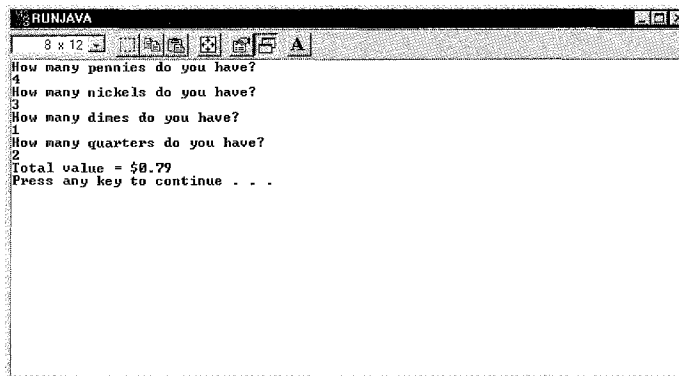 RUNJAVA
8 x 12
A
How many pennies do you have?
4
How many nickels do you have?
3
How many dimes do you have?
1
How many quarters do you have?
2
Total value = $0.79
Press any key to continue . . .